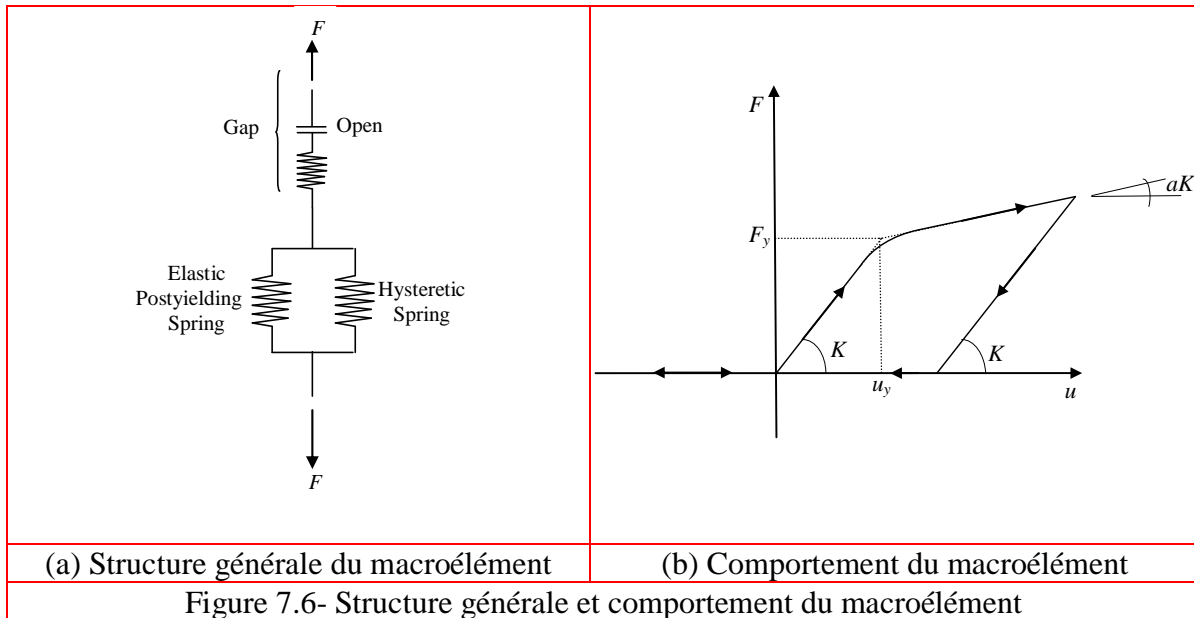 F
Gap
Open
Elastic
Postyielding
Spring
Hysteretic
Spring
F
F
aK
F_y
K
K
u_y
u
(a) Structure générale du macroélément
(b) Comportement du macroélément
Figure 7.6- Structure générale et comportement du macroélément